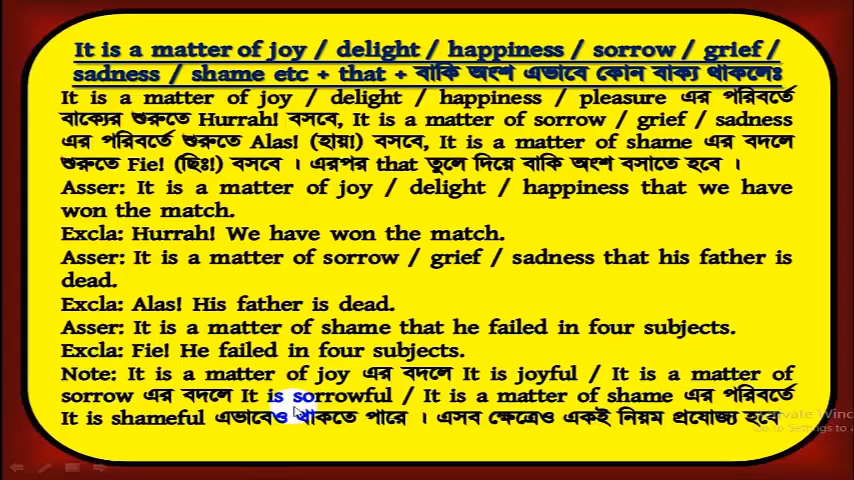 It is a matter of joy / delight / happiness / sorrow / grief /
sadness / shame etc + that + বাকি অংশ এভাবে কোন বাক্য থাকলেঃ
It is a matter of joy / delight / happiness / pleasure এর পরিবর্তে
বাক্যের শুরুতে Hurrah! বসবে, It is a matter of sorrow / grief / sadness
এর পরিবর্তে শুরুতে Alas! (হায়!) বসবে, It is a matter of shame এর বদলে
শুরুতে Fie! (ছিঃ!) বসবে । এরপর that তুলে দিয়ে বাকি অংশ বসাতে হবে ।
Asser: It is a matter of joy / delight / happiness that we have
won the match.
Excla: Hurrah! We have won the match.
Asser: It is a matter of sorrow / grief / sadness that his father is
dead.
Excla: Alas! His father is dead.
Asser: It is a matter of shame that he failed in four subjects.
Excla: Fie! He failed in four subjects.
Note: It is a matter of joy এর বদলে It is joyful / It is a matter of
sorrow এর বদলে It is sorrowful / It is a matter of shame এর পরিবর্তে
It is shameful এভাবেও থাকতে পারে । এসব ক্ষেত্রেও একই নিয়ম প্রযোজ্য হবে
Go to Settings to